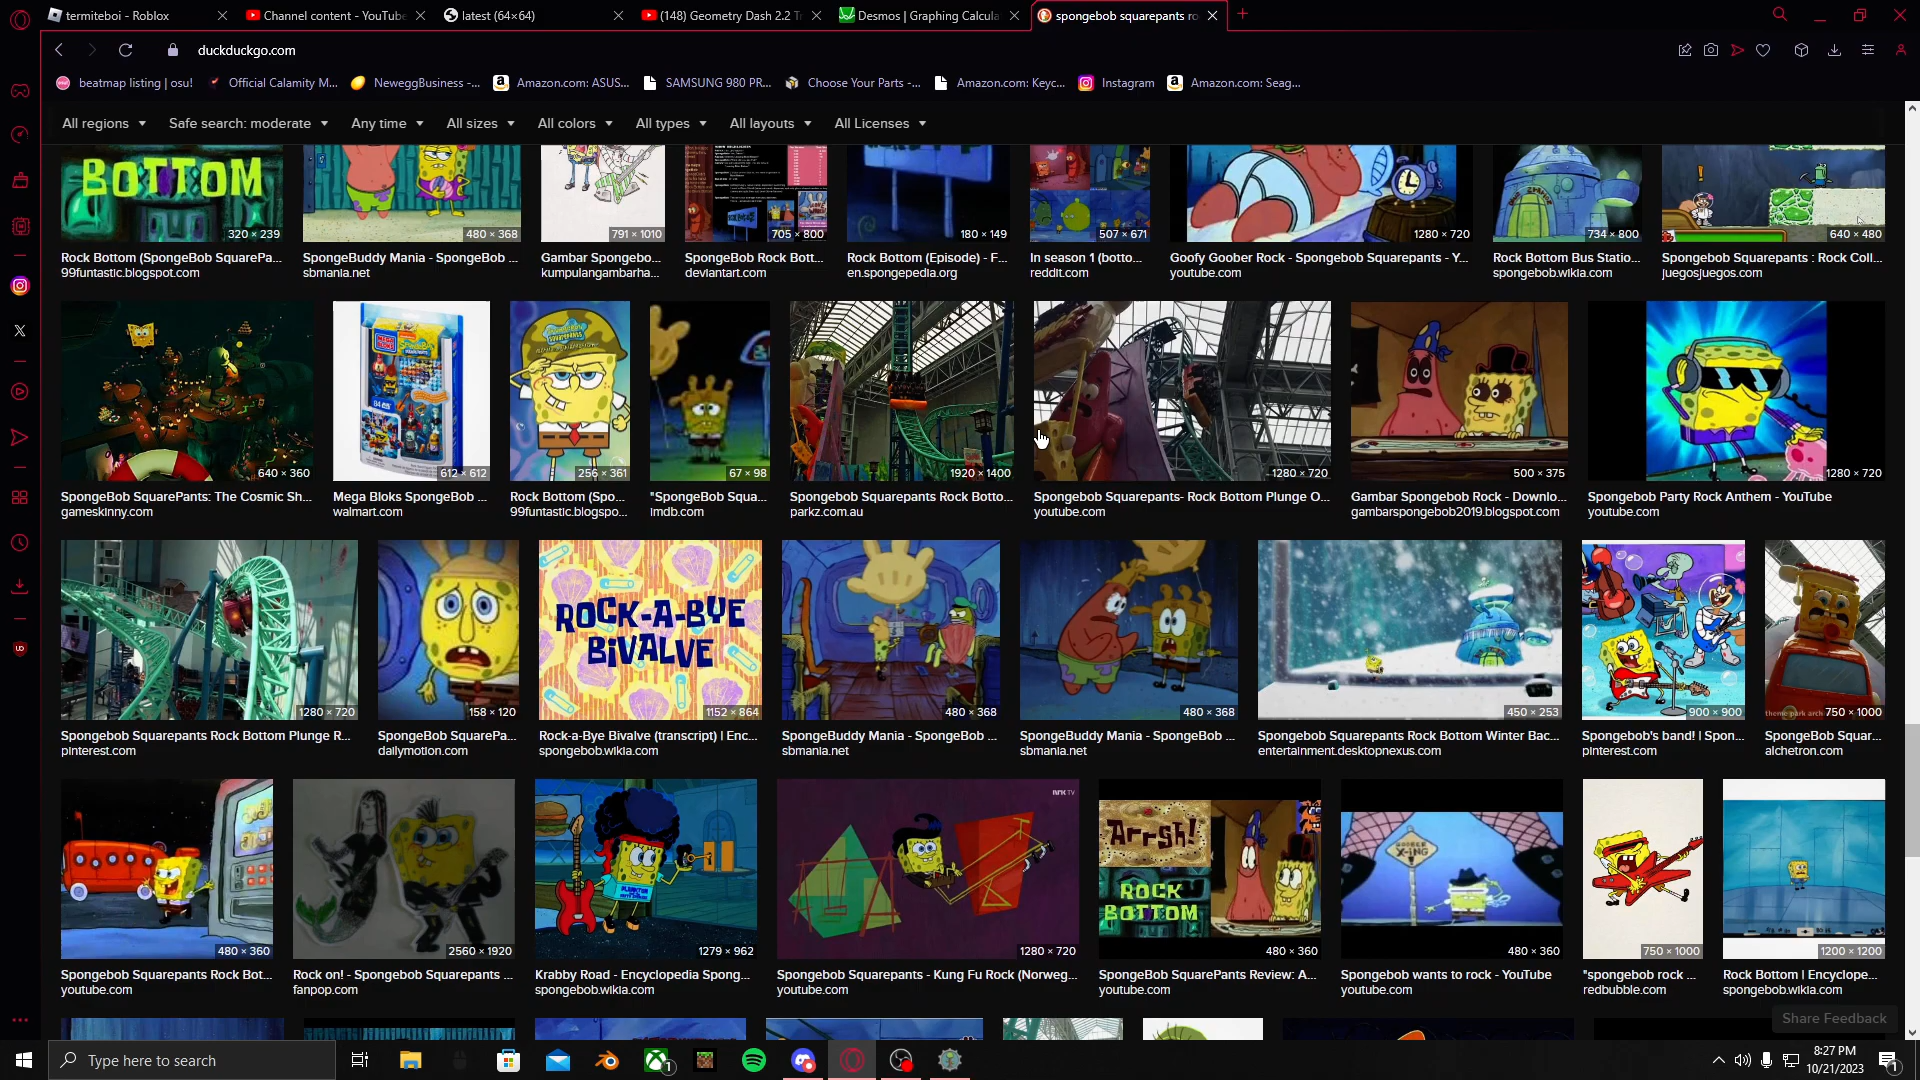 termiteboi - Roblox
Channel content - YouTube
latest (64×64)
(148) Geometry Dash 2.2 Tr
Desmos | Graphing Calcula
spongebob squarepants ro
duckduckgo.com
beatmap listing | osu!
Official Calamity M...
NeweggBusiness -...
Amazon.com: ASUS...
SAMSUNG 980 PR...
Choose Your Parts -...
Amazon.com: Keyc...
Instagram
Amazon.com: Seag...
All regions
Safe search: moderate
Any time
All sizes
All colors
All types
All layouts
All Licenses
BOTTOM
320 × 239
480 × 368
791 × 1010
705 × 800
180 × 149
507 × 671
1280 × 720
734 × 800
640 × 480
Rock Bottom (SpongeBob SquarePa...
99funtastic.blogspot.com
SpongeBuddy Mania - SpongeBob ...
sbmania.net
Gambar Spongebo...
kumpulangambarha...
SpongeBob Rock Bott...
deviantart.com
Rock Bottom (Episode) - F...
en.spongepedia.org
In season 1 (botto...
reddit.com
Goofy Goober Rock - Spongebob Squarepants - Y...
youtube.com
Rock Bottom Bus Statio...
spongebob.wikia.com
Spongebob Squarepants : Rock Coll...
juegosjuegos.com
640 × 360
612 × 612
256 × 361
67 × 98
1920 × 1400
1280 × 720
500 × 375
1280 × 720
SpongeBob SquarePants: The Cosmic Sh...
gameskinny.com
Mega Bloks SpongeBob ...
walmart.com
Rock Bottom (Spo...
99funtastic.blogspo...
"SpongeBob Squa...
imdb.com
Spongebob Squarepants Rock Botto...
parkz.com.au
Spongebob Squarepants- Rock Bottom Plunge O...
youtube.com
Gambar Spongebob Rock - Downlo...
gambarspongebob2019.blogspot.com
Spongebob Party Rock Anthem - YouTube
youtube.com
ROCK-A-BYE
BIVALVE
1280 × 720
158 × 120
1152 × 864
480 × 368
480 × 368
450 × 253
900 × 900
theme park arch
750 × 1000
Spongebob Squarepants Rock Bottom Plunge R...
pinterest.com
SpongeBob SquarePa...
dailymotion.com
Rock-a-Bye Bivalve (transcript) | Enc...
spongebob.wikia.com
SpongeBuddy Mania - SpongeBob ...
sbmania.net
SpongeBuddy Mania - SpongeBob ...
sbmania.net
Spongebob Squarepants Rock Bottom Winter Bac...
entertainment.desktopnexus.com
Spongebob's band! | Spon...
pinterest.com
SpongeBob Squar...
alchetron.com
NRK TV
Arrsh!
ROCK
BOTTOM
X-ING
480 × 360
2560 × 1920
1279 × 962
1280 × 720
480 × 360
480 × 360
750 × 1000
1200 × 1200
Spongebob Squarepants Rock Bot...
youtube.com
Rock on! - Spongebob Squarepants ...
fanpop.com
Krabby Road - Encyclopedia Spong...
spongebob.wikia.com
Spongebob Squarepants - Kung Fu Rock (Norweg...
youtube.com
SpongeBob SquarePants Review: A...
youtube.com
Spongebob wants to rock - YouTube
youtube.com
"spongebob rock ...
redbubble.com
Rock Bottom | Encyclope...
spongebob.wikia.com
Share Feedback
Type here to search
8:27 PM
10/21/2023